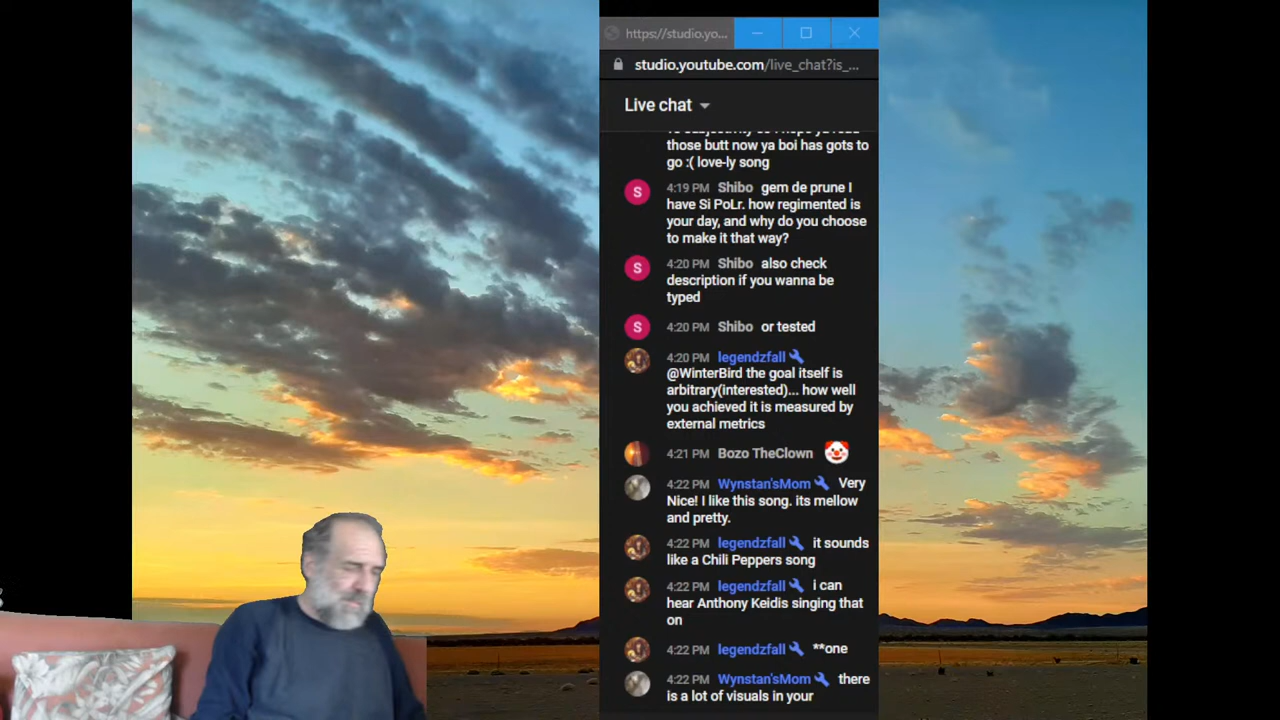 https://studio.yo...
studio.youtube.com/live_chat?is_...
Live chat
those butt now ya boi has gots to
go :( love-ly song
S
4:19 PM Shibo gem de prune I
have Si PoLr. how regimented is
your day, and why do you choose
to make it that way?
S
4:20 PM Shibo also check
description if you wanna be
typed
S
4:20 PM Shibo or tested
4:20 PM legendzfall
@WinterBird the goal itself is
arbitrary(interested)... how well
you achieved it is measured by
external metrics
4:21 PM Bozo TheClown
4:22 PM Wynstan'sMom Very
Nice! I like this song. its mellow
and pretty.
4:22 PM legendzfall it sounds
like a Chili Peppers song
4:22 PM legendzfall i can
hear Anthony Keidis singing that
on
4:22 PM legendzfall **one
4:22 PM Wynstan'sMom there
is a lot of visuals in your